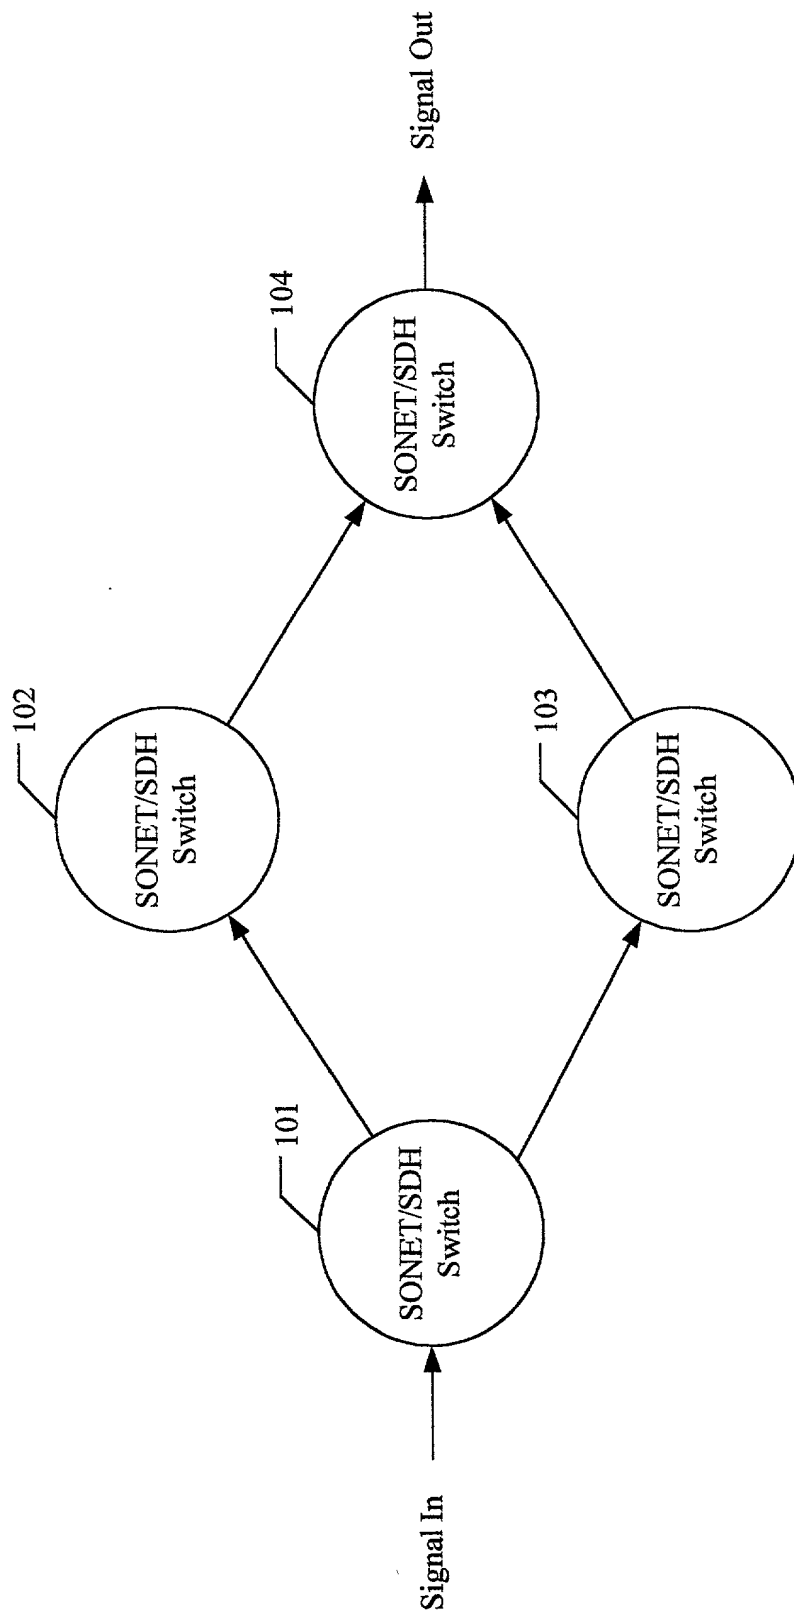 Signal In
101
SONET/SDH
Switch
102
SONET/SDH
Switch
103
SONET/SDH
Switch
104
SONET/SDH
Switch
Signal Out